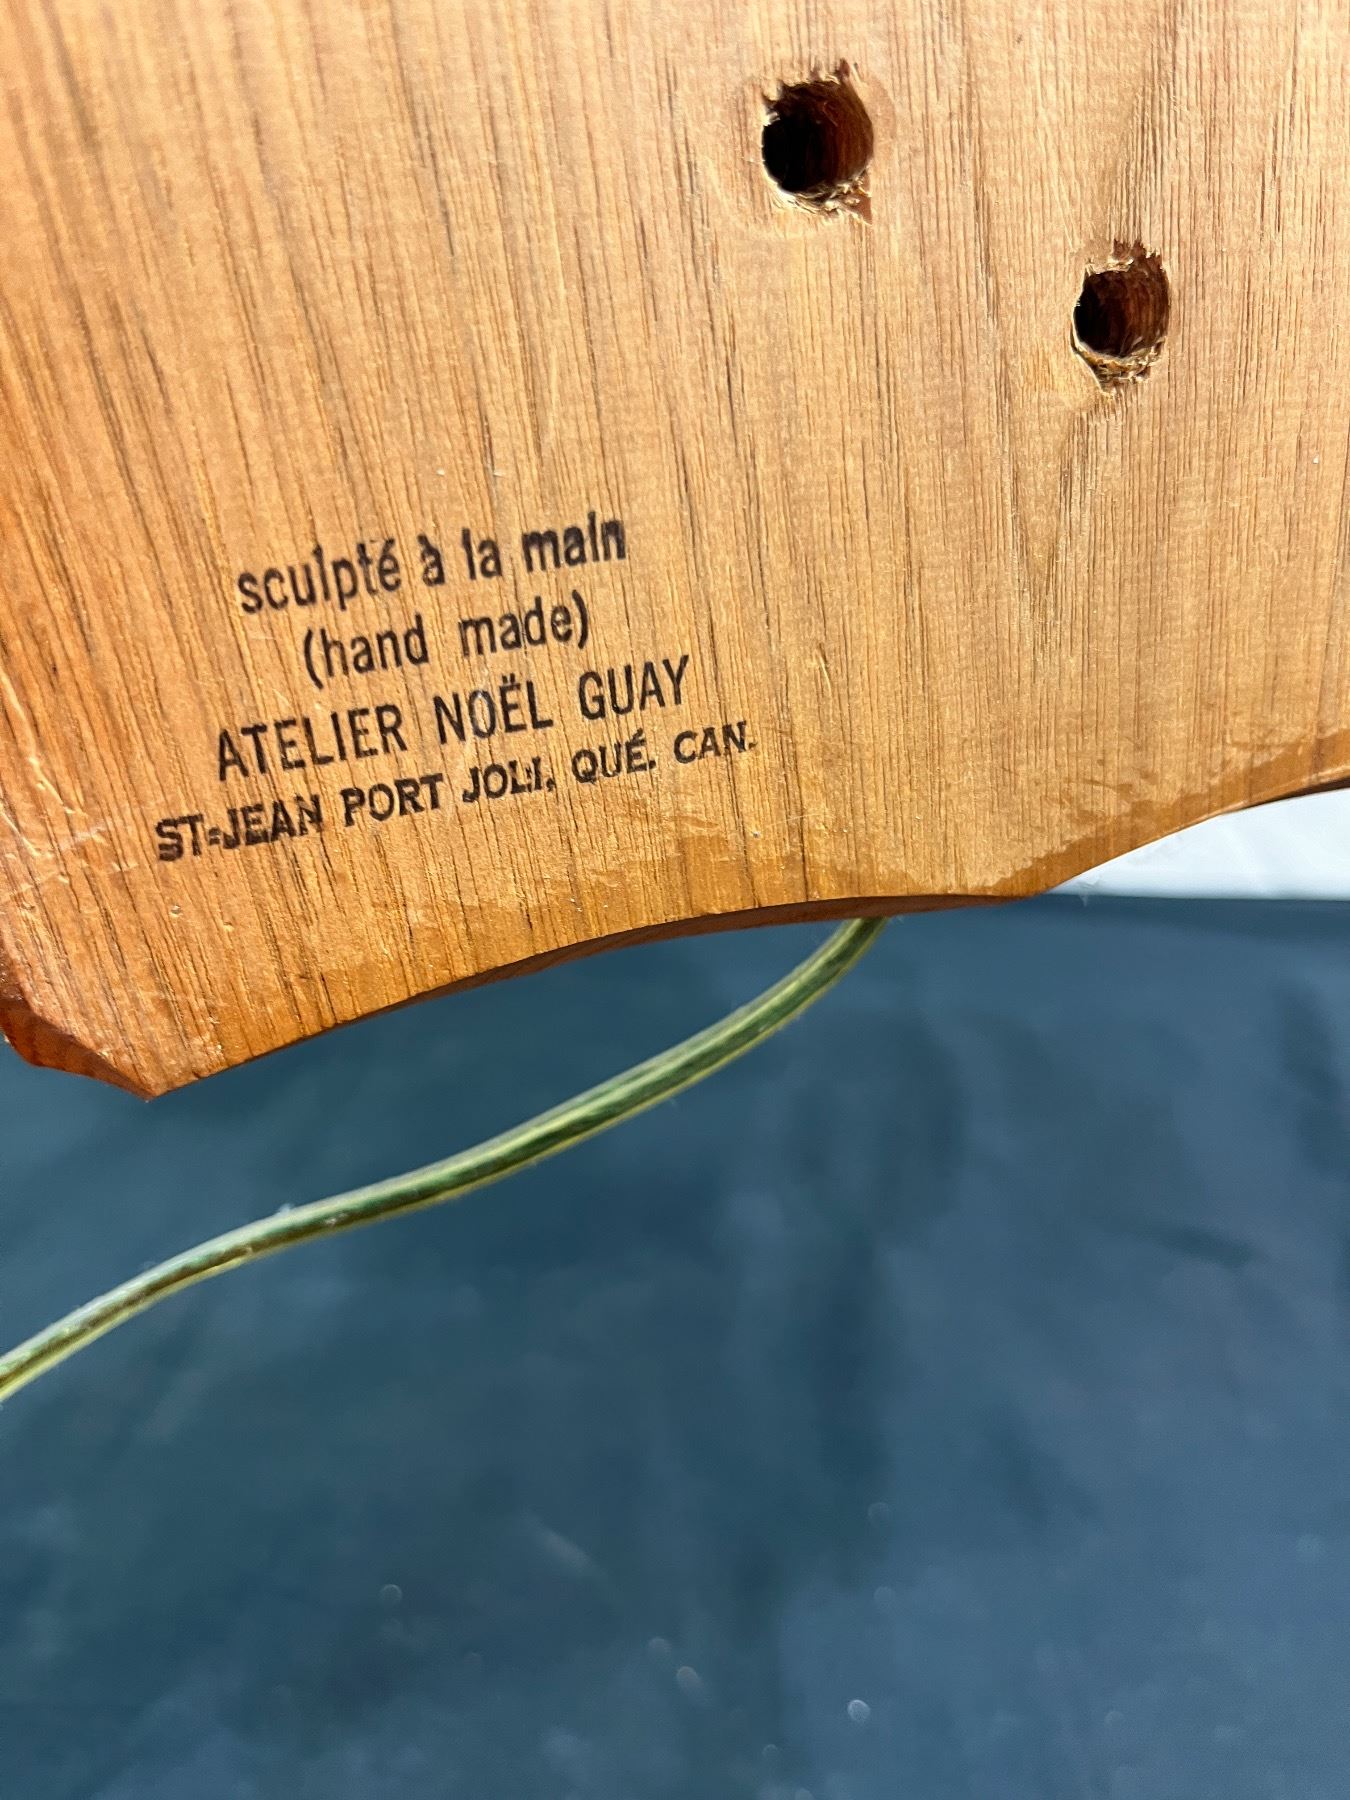 sculpté à la main
(hand made)
ATELIER NOËL GUAY
ST-JEAN PORT JOLI, QUÉ. CAN.